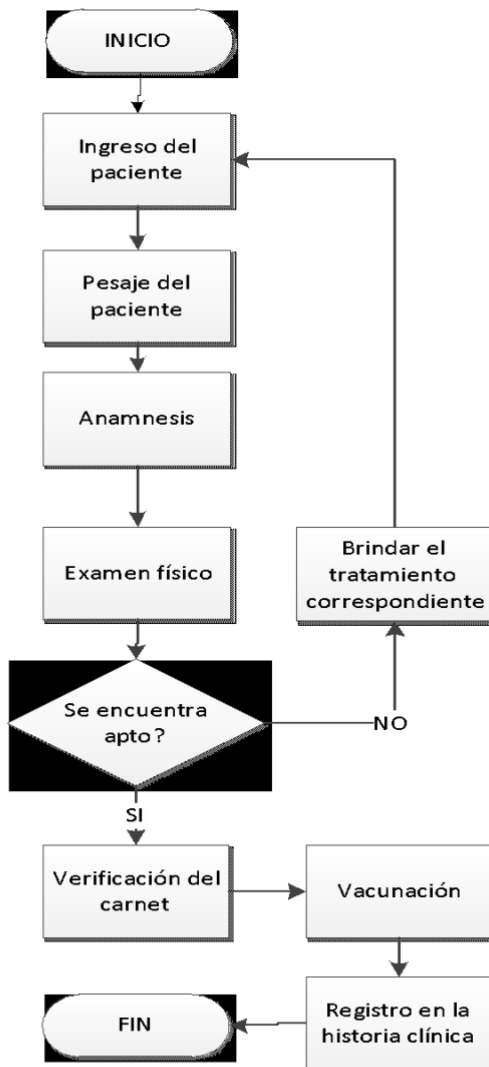 INICIO
Ingreso del
paciente
Pesaje del
paciente
Anamnesis
Examen físico
Brindar el
tratamiento
correspondiente
Se encuentra
apto?
NO
SI
Verificación del
carnet
Vacunación
Registro en la
historia clínica
FIN